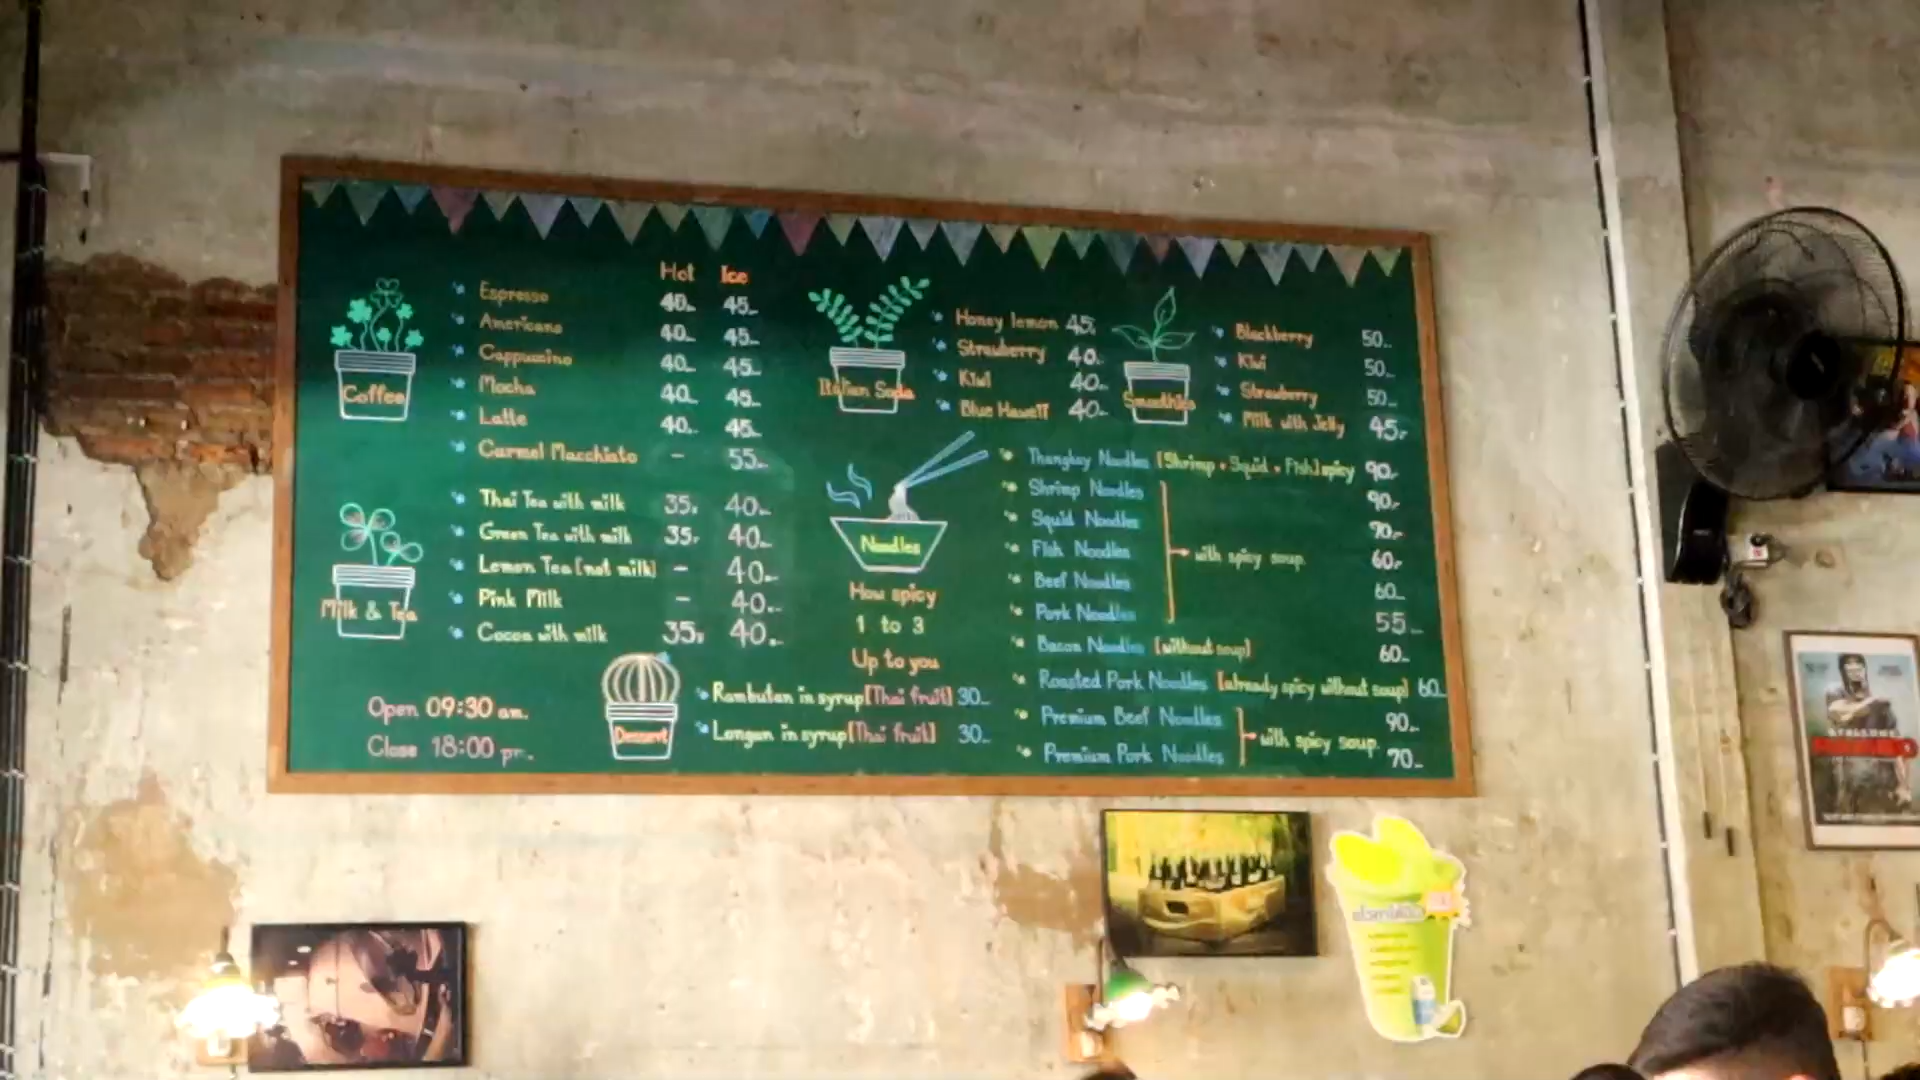 Hot Ice
Coffee
Espresso 40.- 45.-
Americano 40.- 45.-
Cappuccino 40.- 45.-
Mocha 40.- 45.-
Latte 40.- 45.-
Carmel Macchiato - 55.-
Milk & Tea
Thai Tea with milk 35.- 40.-
Green Tea with milk 35.- 40.-
Lemon Tea [not milk] - 40.-
Pink Milk - 40.-
Cocoa with milk 35.- 40.-
Open 09:30 am.
Close 18:00
Dessert
Rambutan in syrup [Thai fruit] 30.-
Longan in syrup [Thai fruit] 30.-
Italian Soda
Honey lemon 45.-
Strawberry 40.-
Kiwi 40.-
Blue Hawaii 40.-
Smoothies
Blackberry 50.-
Kiwi 50.-
Strawberry 50.-
Milk with Jelly 45.-
Noodles
How spicy
1 to 3
Up to you
Noodles [Shrimp + Squid + Fish] spicy 90.-
Shrimp Noodles 90.-
Squid Noodles
Fish Noodles 60.-
Beef Noodles 60.-
Pork Noodles 55.-
with spicy soup.
Bacon Noodles [without soup] 60.-
Roasted Pork Noodles [already spicy without soup] 60.-
Premium Beef Noodles 90.-
Premium Pork Noodles 70.-
with spicy soup.
STALLONE